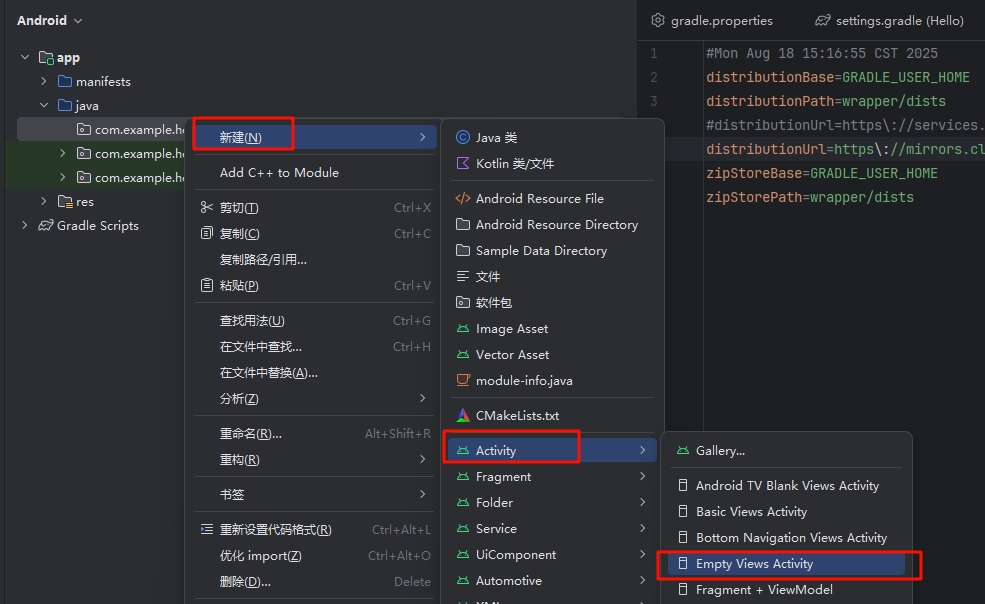 Android
app
manifests
java
com.example.he
com.example.h
com.example.h
res
Gradle Scripts
新建(N)
Add C++ to Module
剪切(T) Ctrl+X
复制(C) Ctrl+C
复制路径/引用...
粘贴(P) Ctrl+V
查找用法(U) Ctrl+G
在文件中查找... Ctrl+H
在文件中替换(A)...
分析(Z)
重命名(R)... Alt+Shift+R
重构(R)
书签
重新设置代码格式(R) Ctrl+Alt+L
优化 import(Z) Ctrl+Alt+O
删除(D)... Delete
Java 类
Kotlin 类/文件
Android Resource File
Android Resource Directory
Sample Data Directory
文件
软件包
Image Asset
Vector Asset
module-info.java
CMakeLists.txt
Activity
Fragment
Folder
Service
UiComponent
Automotive
Gallery...
Android TV Blank Views Activity
Basic Views Activity
Bottom Navigation Views Activity
Empty Views Activity
Fragment + ViewModel
gradle.properties
settings.gradle (Hello)
1 #Mon Aug 18 15:16:55 CST 2025
2 distributionBase=GRADLE_USER_HOME
3 distributionPath=wrapper/dists
#distributionUrl=https\://services.
distributionUrl=https\://mirrors.cl
zipStoreBase=GRADLE_USER_HOME
zipStorePath=wrapper/dists